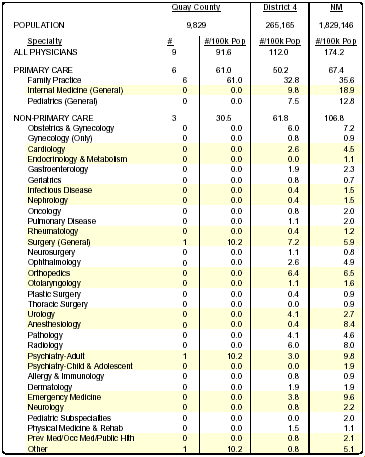 Quay County District 4 NM
POPULATION 9,829 265,165 1,829,146
Specialty # #/100k Pop #/100k Pop #/100k Pop
ALL PHYSICIANS 9 91.6 112.0 174.2
PRIMARY CARE 6 61.0 50.2 67.4
Family Practice 6 61.0 32.8 35.6
Internal Medicine (General) 0 0.0 9.8 18.9
Pediatrics (General) 0 0.0 7.5 12.8
NON-PRIMARY CARE 3 30.5 61.8 106.8
Obstetrics & Gynecology 0 0.0 6.0 7.2
Gynecology (Only) 0 0.0 0.8 0.9
Cardiology 0 0.0 2.6 4.5
Endocrinology & Metabolism 0 0.0 0.0 1.1
Gastroenterology 0 0.0 1.9 2.3
Geriatrics 0 0.0 0.8 0.7
Infectious Disease 0 0.0 0.4 1.5
Nephrology 0 0.0 0.4 1.5
Oncology 0 0.0 0.8 2.0
Pulmonary Disease 0 0.0 1.1 2.0
Rheumatology 0 0.0 0.4 1.2
Surgery (General) 1 10.2 7.2 5.9
Neurosurgery 0 0.0 1.1 0.8
Ophthalmology 0 0.0 2.6 4.9
Orthopedics 0 0.0 6.4 6.5
Otolaryngology 0 0.0 1.1 1.6
Plastic Surgery 0 0.0 0.4 0.9
Thoracic Surgery 0 0.0 0.0 0.9
Urology 0 0.0 4.1 2.7
Anesthesiology 0 0.0 0.4 8.4
Pathology 0 0.0 4.1 4.6
Radiology 0 0.0 6.0 8.0
Psychiatry-Adult 1 10.2 3.0 9.8
Psychiatry-Child & Adolescent 0 0.0 0.0 1.9
Allergy & Immunology 0 0.0 0.8 0.9
Dermatology 0 0.0 1.9 1.9
Emergency Medicine 0 0.0 3.8 9.6
Neurology 0 0.0 0.8 2.2
Pediatric Subspecialties 0 0.0 0.0 2.0
Physical Medicine & Rehab 0 0.0 1.5 1.1
Prev Med/Occ Med/Public Hlth 0 0.0 0.8 2.1
Other 1 10.2 0.8 5.1